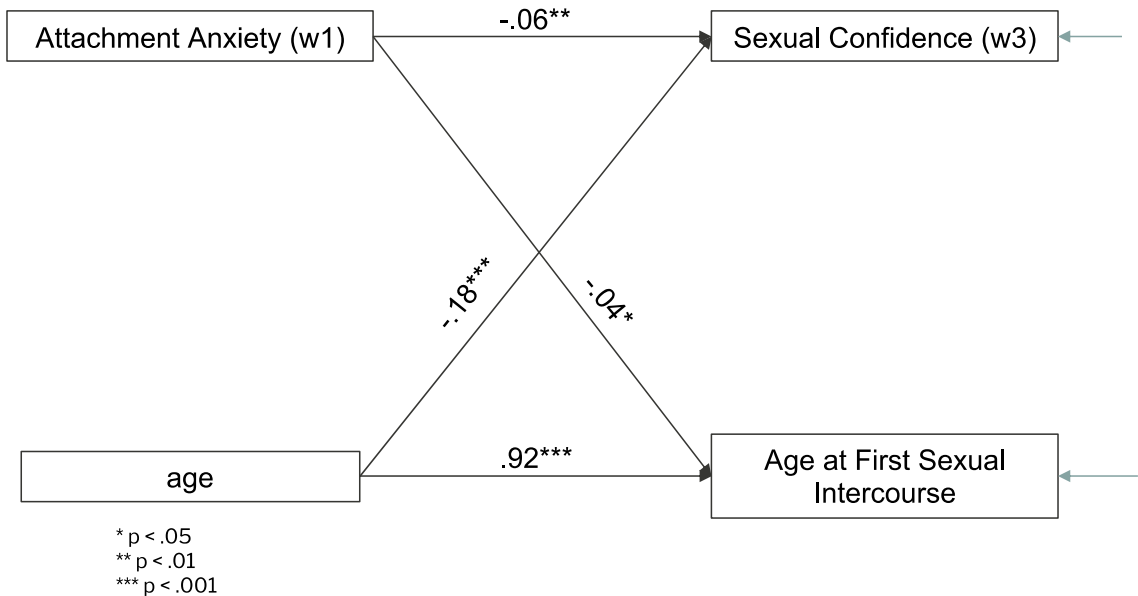 -.06**
Attachment Anxiety (w1)
Sexual Confidence (w3)
-.18***
-.04*
.92***
age
Age at First Sexual
Intercourse
* p < .05
** p < .01
*** p < .001